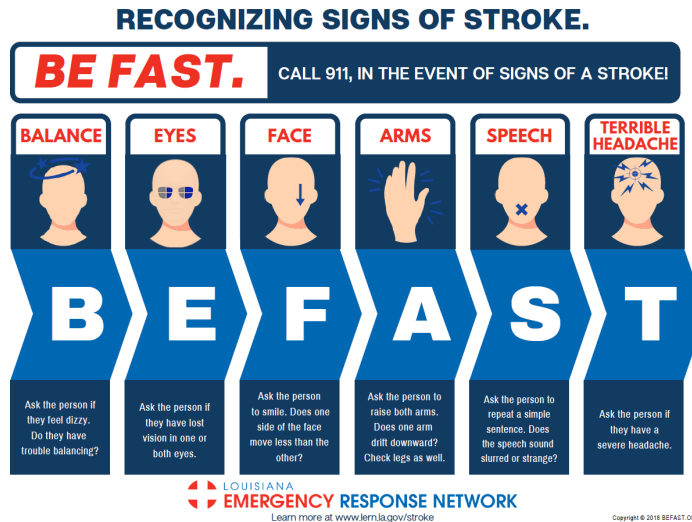 RECOGNIZING SIGNS OF STROKE.
BE FAST.
CALL 911, IN THE EVENT OF SIGNS OF A STROKE!
BALANCE
EYES
FACE
ARMS
SPEECH
TERRIBLE
HEADACHE
B
E
F
A
S
T
Ask the person if
they feel dizzy.
Do they have
trouble balancing?
Ask the person if
they have lost
vision in one or
both eyes.
Ask the person
to smile. Does one
side of the face
move less than the
other?
Ask the person to
raise both arms.
Does one arm
drift downward?
Check legs as well.
Ask the person to
repeat a simple
sentence. Does
the speech sound
slurred or strange?
Ask the person if
they have a
severe headache.
LOUISIANA
EMERGENCY RESPONSE NETWORK
Learn more at www.lern.la.gov/stroke
Copyright © 2018